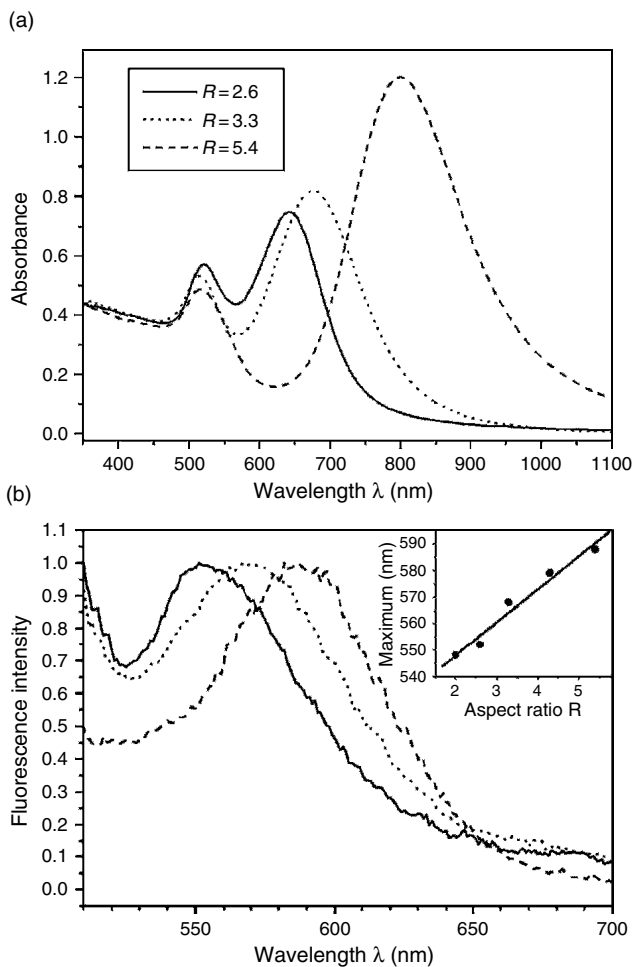 (a)
1.2
1.0
0.8
0.6
0.4
0.2
0.0
Absorbance
R = 2.6
R = 3.3
R = 5.4
400 500 600 700 800 900 1000 1100
Wavelength λ (nm)
(b)
1.1
1.0
0.9
0.8
0.7
0.6
0.5
0.4
0.3
0.2
0.1
0.0
Fluorescence intensity
590
580
570
560
550
540
Maximum (nm)
2 3 4 5
Aspect ratio R
550 600 650 700
Wavelength λ (nm)